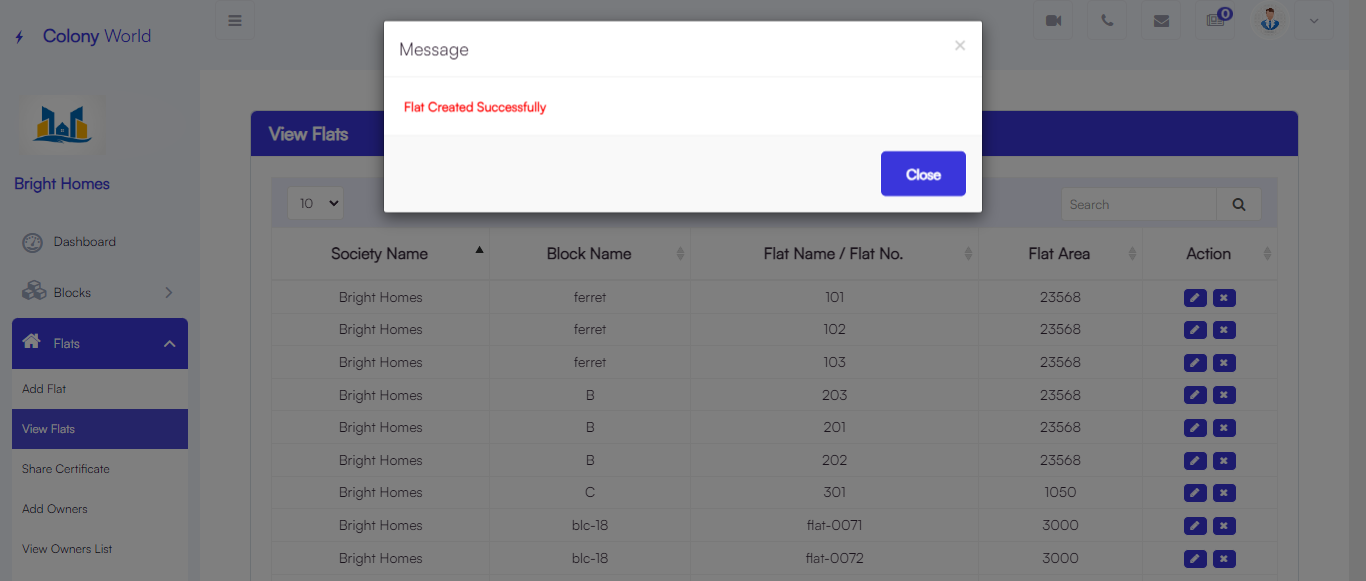 Colony World
0
Message
×
Flat Created Successfully
Close
Bright Homes
Dashboard
Blocks
Flats
Add Flat
View Flats
Share Certificate
Add Owners
View Owners List
View Flats
10
Search
Society Name Block Name Flat Name / Flat No. Flat Area Action
Bright Homes ferret 101 23568
Bright Homes ferret 102 23568
Bright Homes ferret 103 23568
Bright Homes B 203 23568
Bright Homes B 201 23568
Bright Homes B 202 23568
Bright Homes C 301 1050
Bright Homes blc-18 flat-0071 3000
Bright Homes blc-18 flat-0072 3000